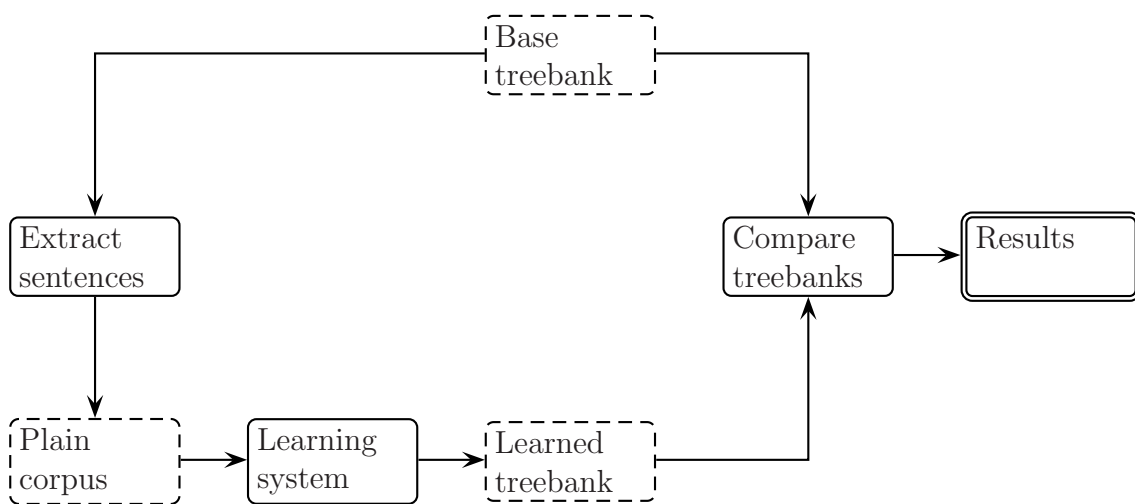 Base
treebank
Extract
sentences
Compare
treebanks
Results
Plain
corpus
Learning
system
Learned
treebank